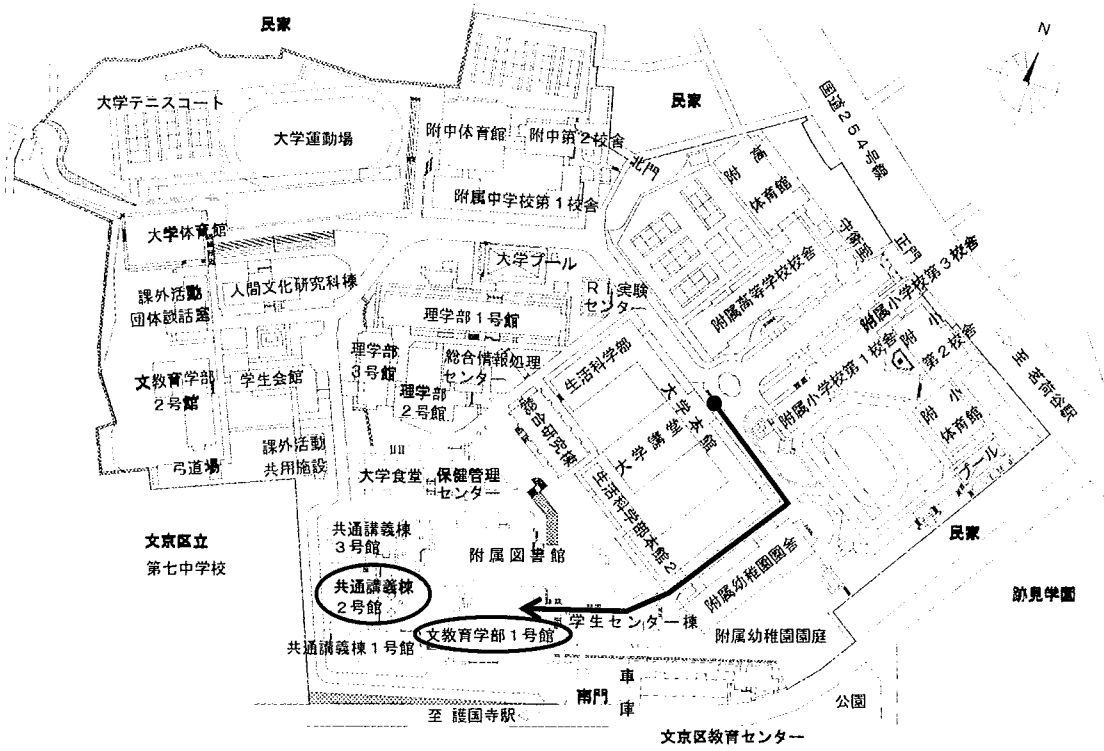 民家
N
大学テニスコート
大学運動場
附中体育館
附中第2校舎
民家
国道254号線
北門
附高
体育館
附属中学校第1校舎
守衛室
正門
大学体育館
大学プール
附属高等学校校舎
附属小学校第3校舎
課外活動
団体談話室
人間文化研究科棟
RI実験
センター
理学部1号館
附属小学校第1校舎
附小
第2校舎
至 茗荷谷駅
理学部
3号館
総合情報処理
センター
生活科学部
大学本館
文教育学部
2号館
学生会館
理学部
2号館
総合研究棟
大学講堂
附小
体育館
課外活動
共用施設
プール
弓道場
大学食堂
保健管理
センター
生活科学部本館2
民家
文京区立
第七中学校
共通講義棟
3号館
附属図書館
附属幼稚園園舎
跡見学園
共通講義棟
2号館
文教育学部1号館
学生センター棟
附属幼稚園園庭
共通講義棟1号館
南門
車
庫
公園
至 護国寺駅
文京区教育センター